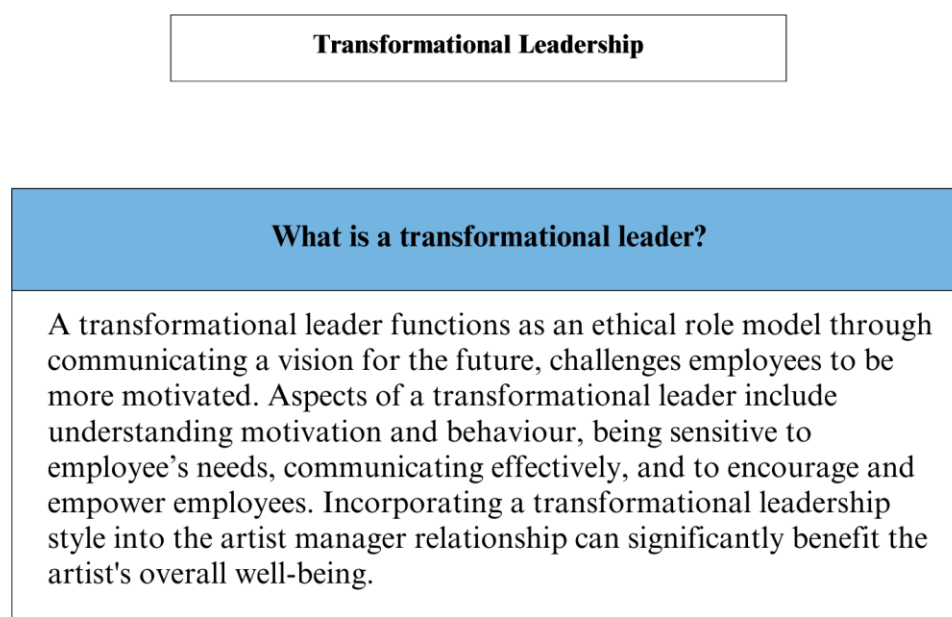 Transformational Leadership
What is a transformational leader?
A transformational leader functions as an ethical role model through
communicating a vision for the future, challenges employees to be
more motivated. Aspects of a transformational leader include
understanding motivation and behaviour, being sensitive to
employee's needs, communicating effectively, and to encourage and
empower employees. Incorporating a transformational leadership
style into the artist manager relationship can significantly benefit the
artist's overall well-being.